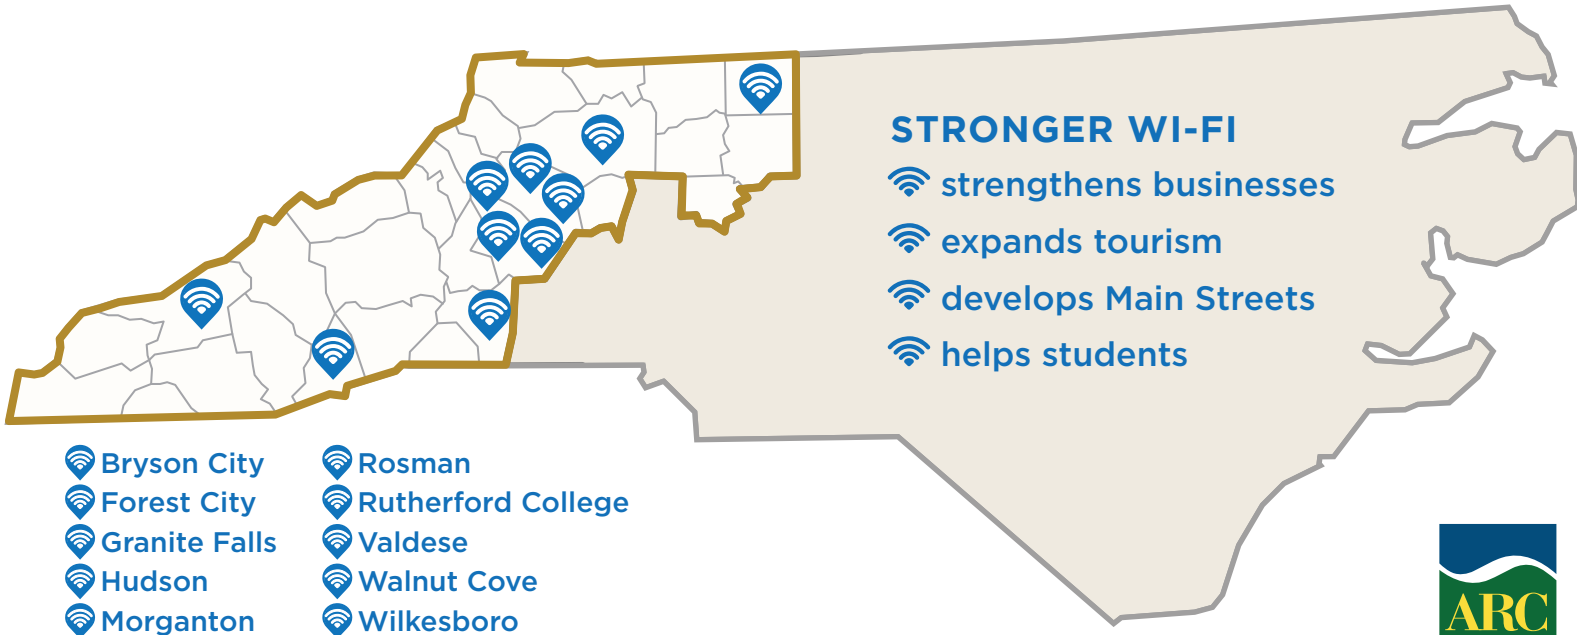 STRONGER WI-FI
strengthens businesses
expands tourism
develops Main Streets
helps students
Bryson City
Forest City
Granite Falls
Hudson
Morganton
Rosman
Rutherford College
Valdese
Walnut Cove
Wilkesboro
ARC